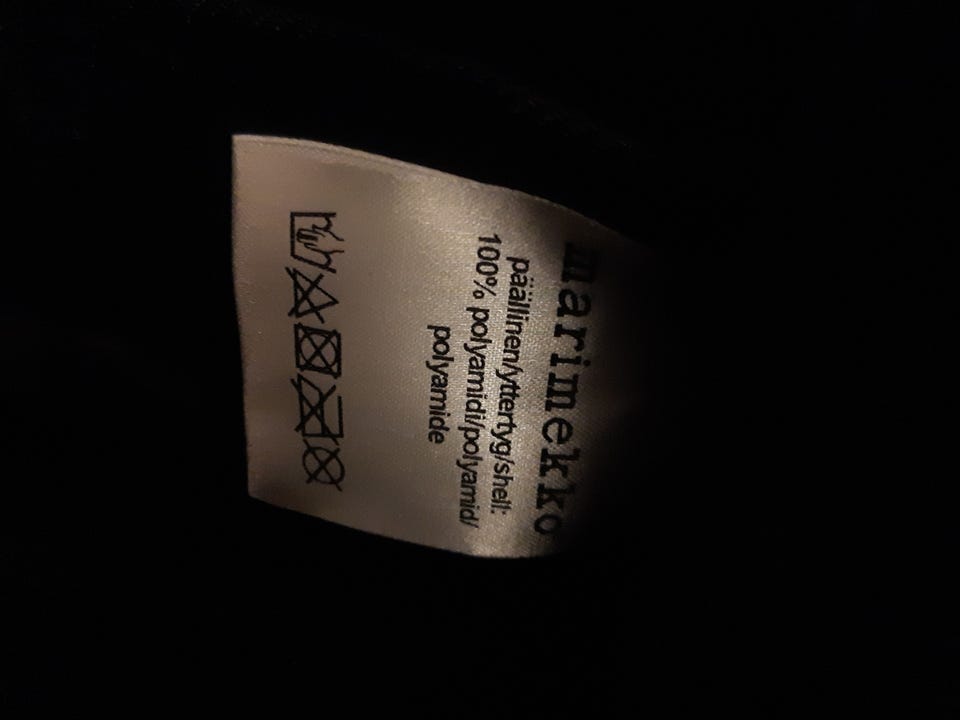 marimekko
päällinen/yttertyg/shell:
100% polyamidi/polyamid/
polyamide